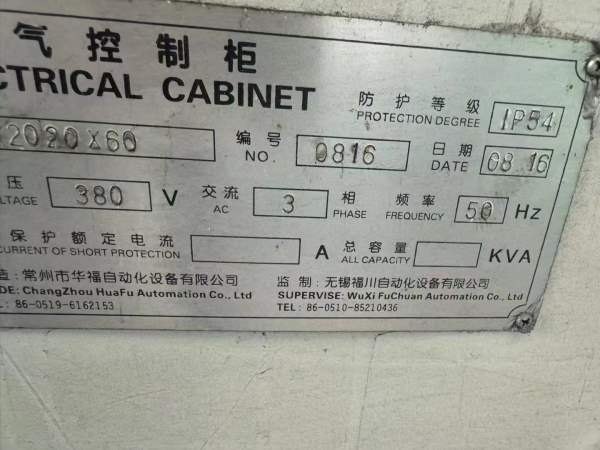 气控制柜
CTRICAL CABINET
防护等级 IP54
PROTECTION DEGREE
2020X60 编号 0816 日期 08 16
NO. DATE
压 380 V 交流 3 相 频率 50 Hz
LTAGE AC PHASE FREQUENCY
保护额定电流 A 总容量 KVA
CURRENT OF SHORT PROTECTION ALL CAPACITY
造:常州市华福自动化设备有限公司 监制:无锡福川自动化设备有限公司
DE: ChangZhou HuaFu Automation Co., Ltd SUPERVISE: WuXi FuChuan Automation Co., Ltd
L: 86-0519-6162153 TEL: 86-0510-85210436